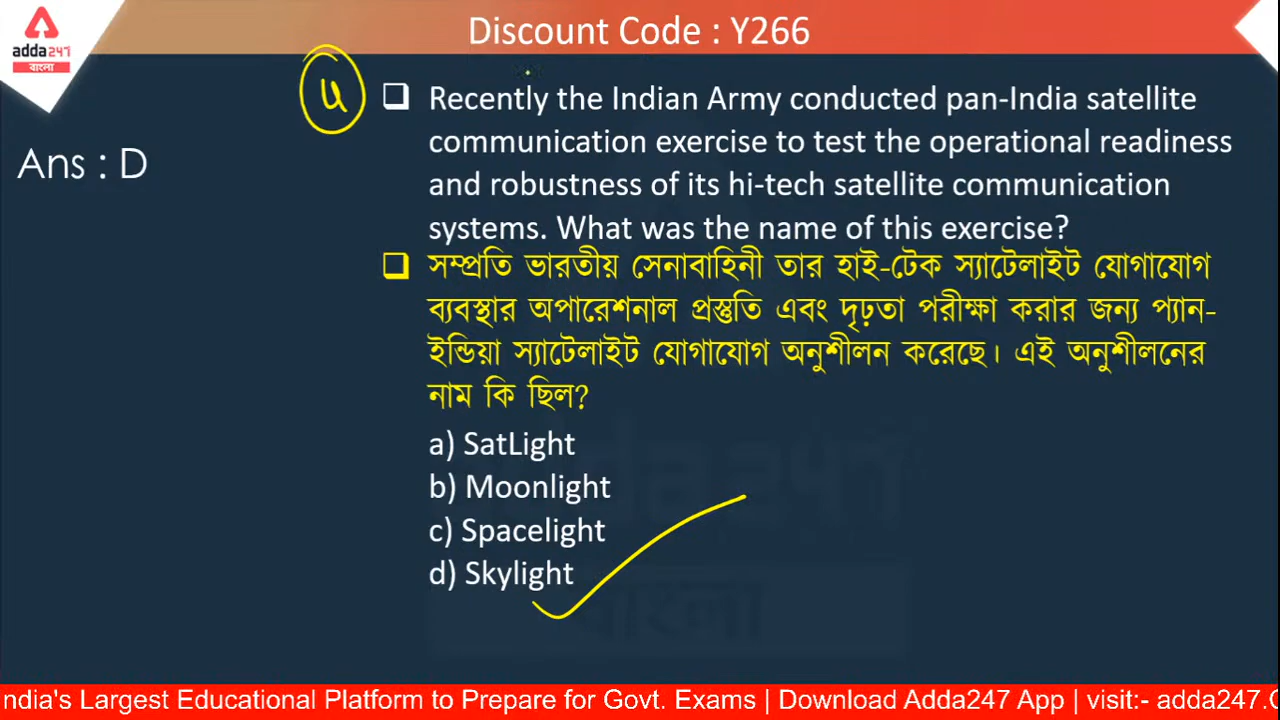 Discount Code : Y266
adda247
বাংলা
Ans : D
Recently the Indian Army conducted pan-India satellite
communication exercise to test the operational readiness
and robustness of its hi-tech satellite communication
systems. What was the name of this exercise?
সম্প্রতি ভারতীয় সেনাবাহিনী তার হাই-টেক স্যাটেলাইট যোগাযোগ
ব্যবস্থার অপারেশনাল প্রস্তুতি এবং দৃঢ়তা পরীক্ষা করার জন্য প্যান-
ইন্ডিয়া স্যাটেলাইট যোগাযোগ অনুশীলন করেছে। এই অনুশীলনের
নাম কি ছিল?
a) SatLight
b) Moonlight
c) Spacelight
d) Skylight
adda247
বাংলা
ndia's Largest Educational Platform to Prepare for Govt. Exams | Download Adda247 App | visit:- adda247.